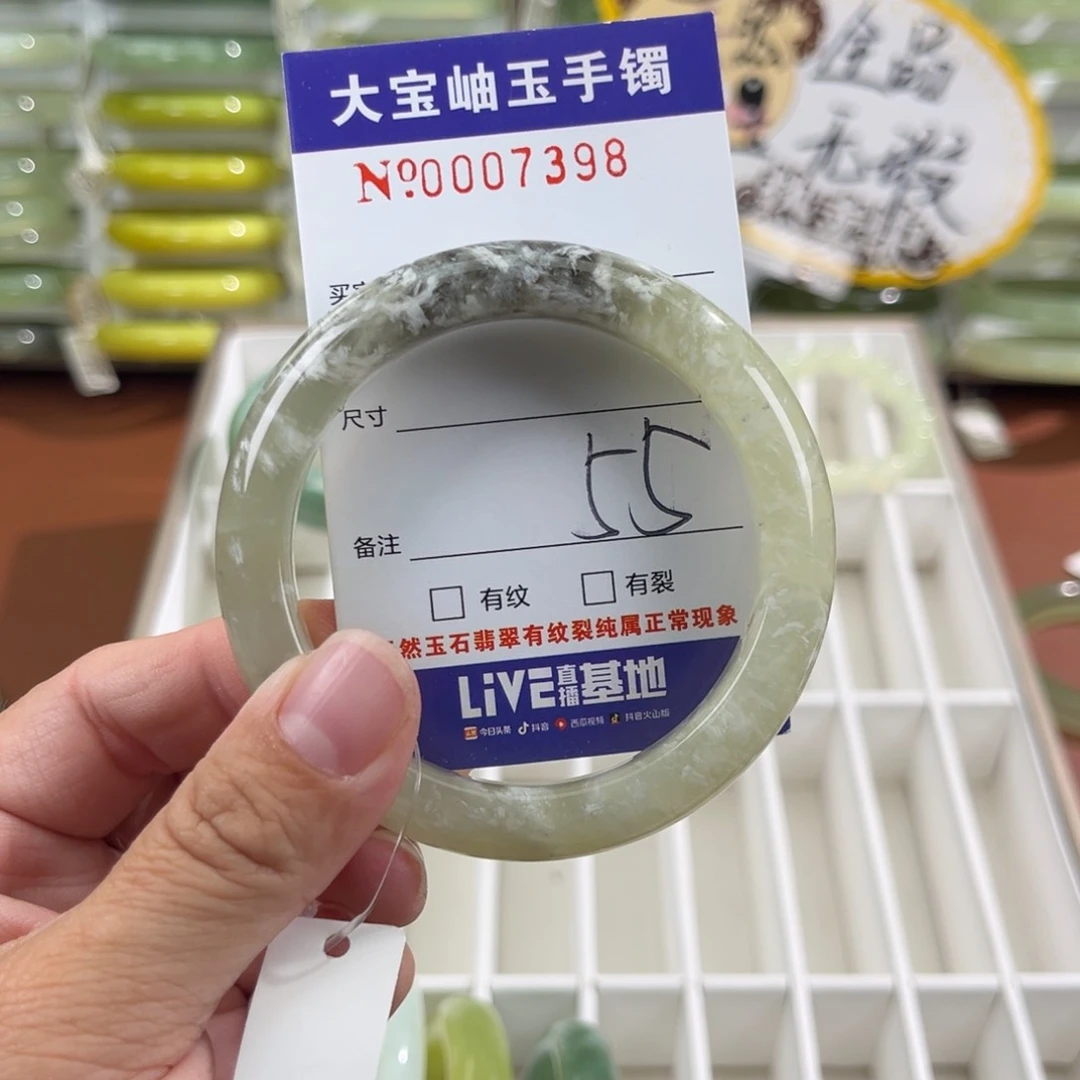 大宝岫玉手镯
Nº0007398
买家
尺寸
55
备注
有纹
有裂
然玉石翡翠有纹裂纯属正常现象
LiVE直播基地
今日头条 抖音 西瓜视频 抖音火山版